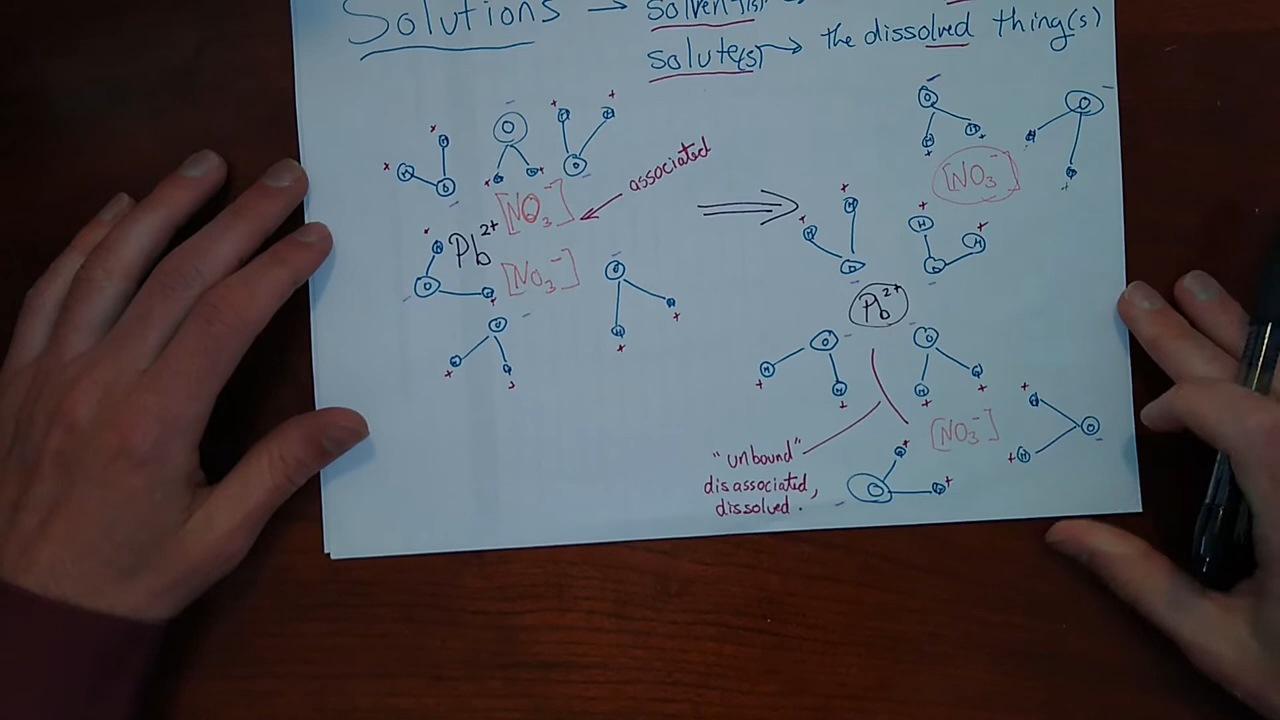 Solutions → solvent(s)
solute(s) → the dissolved thing(s)
associated
[NO3-]
Pb2+
[NO3-]
[NO3-]
Pb2+
[NO3-]
"unbound"
disassociated,
dissolved.